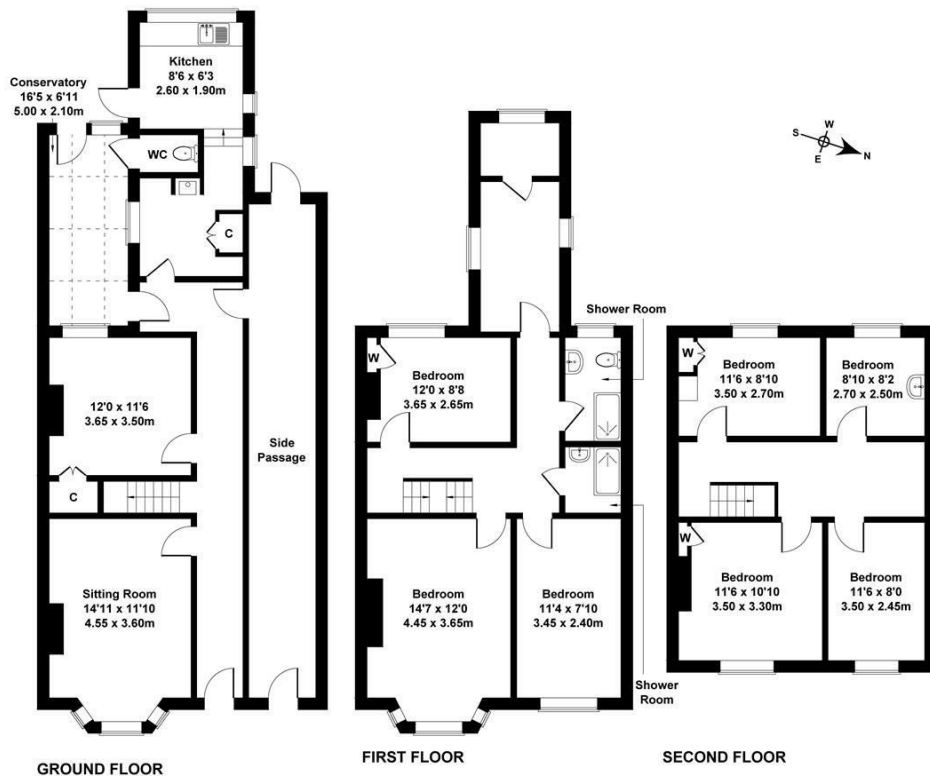 Kitchen
8'6 x 6'3
2.60 x 1.90m
Conservatory
16'5 x 6'11
5.00 x 2.10m
WC
C
12'0 x 11'6
3.65 x 3.50m
C
Side
Passage
Sitting Room
14'11 x 11'10
4.55 x 3.60m
GROUND FLOOR
Shower Room
W
Bedroom
12'0 x 8'8
3.65 x 2.65m
Bedroom
14'7 x 12'0
4.45 x 3.65m
Bedroom
11'4 x 7'10
3.45 x 2.40m
Shower
Room
FIRST FLOOR
W
S
E
N
W
Bedroom
11'6 x 8'10
3.50 x 2.70m
Bedroom
8'10 x 8'2
2.70 x 2.50m
W
Bedroom
11'6 x 10'10
3.50 x 3.30m
Bedroom
11'6 x 8'0
3.50 x 2.45m
SECOND FLOOR